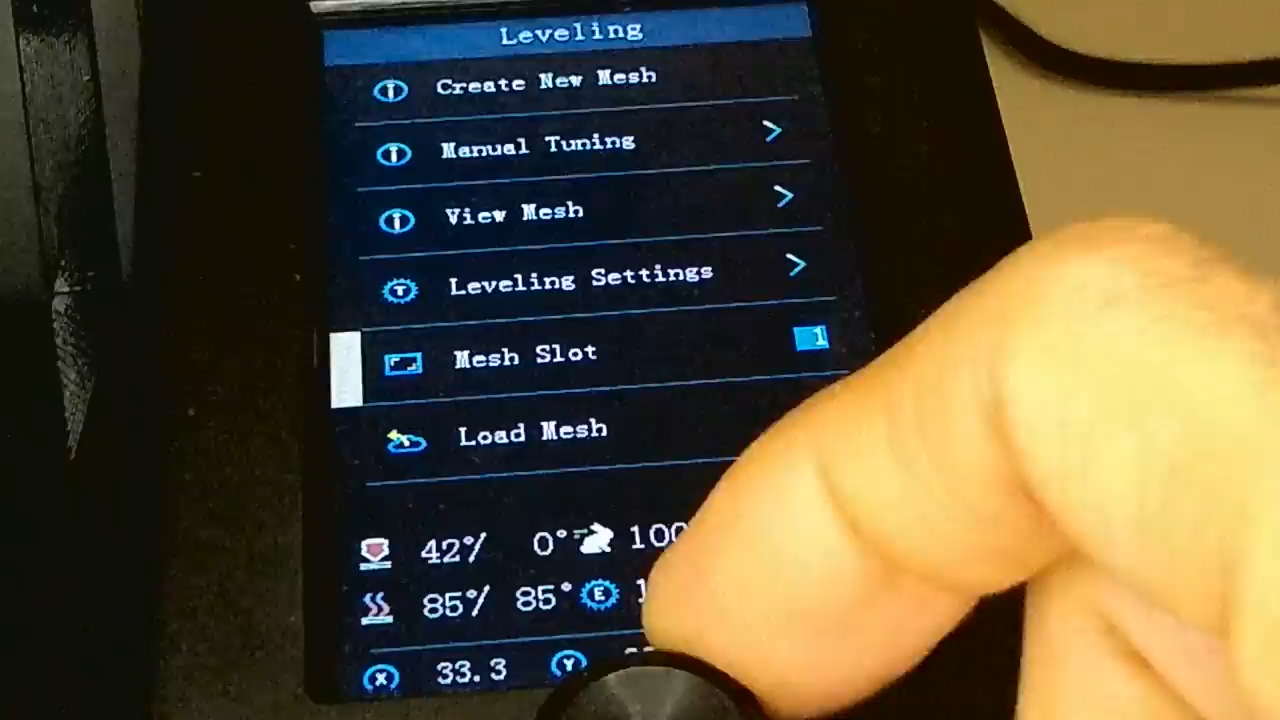 Leveling
Create New Mesh
Manual Tuning
View Mesh
Leveling Settings
Mesh Slot 1
Load Mesh
42°/ 0° 100
85°/ 85° E
X 33.3 Y